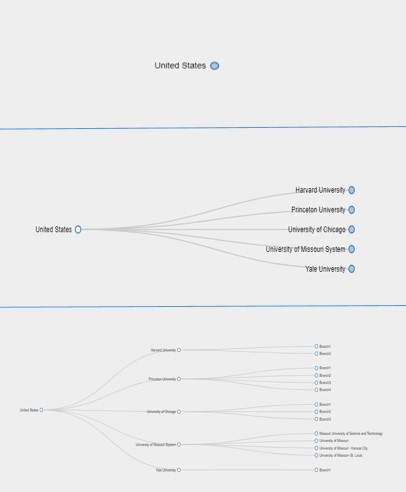 United States
Harvard University
Princeton University
University of Chicago
United States
University of Missouri System
Yale University
Harvard University
Branch1
Branch2
Princeton University
Branch1
Branch2
Branch3
Branch4
United States
University of Chicago
Branch1
Branch2
Branch3
University of Missouri System
Missouri University of Science and Technology
University of Missouri
University of Missouri - Kansas City
University of Missouri- St. Louis
Yale University
Branch1